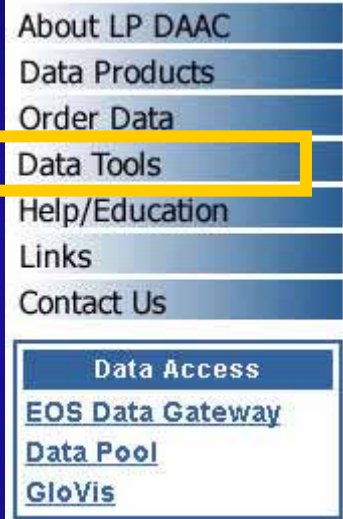 About LP DAAC
Data Products
Order Data
Data Tools
Help/Education
Links
Contact Us
Data Access
EOS Data Gateway
Data Pool
GloVis